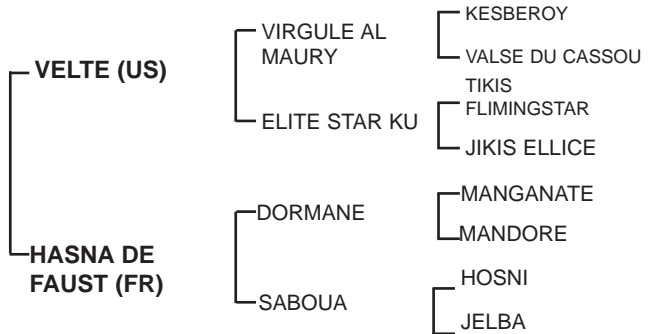 KESBEROY
VIRGULE AL
MAURY
VALSE DU CASSOU
VELTE (US)
TIKIS
FLIMINGSTAR
ELITE STAR KU
JIKIS ELLICE
MANGANATE
DORMANE
MANDORE
HASNA DE
FAUST (FR)
HOSNI
SABOUA
JELBA